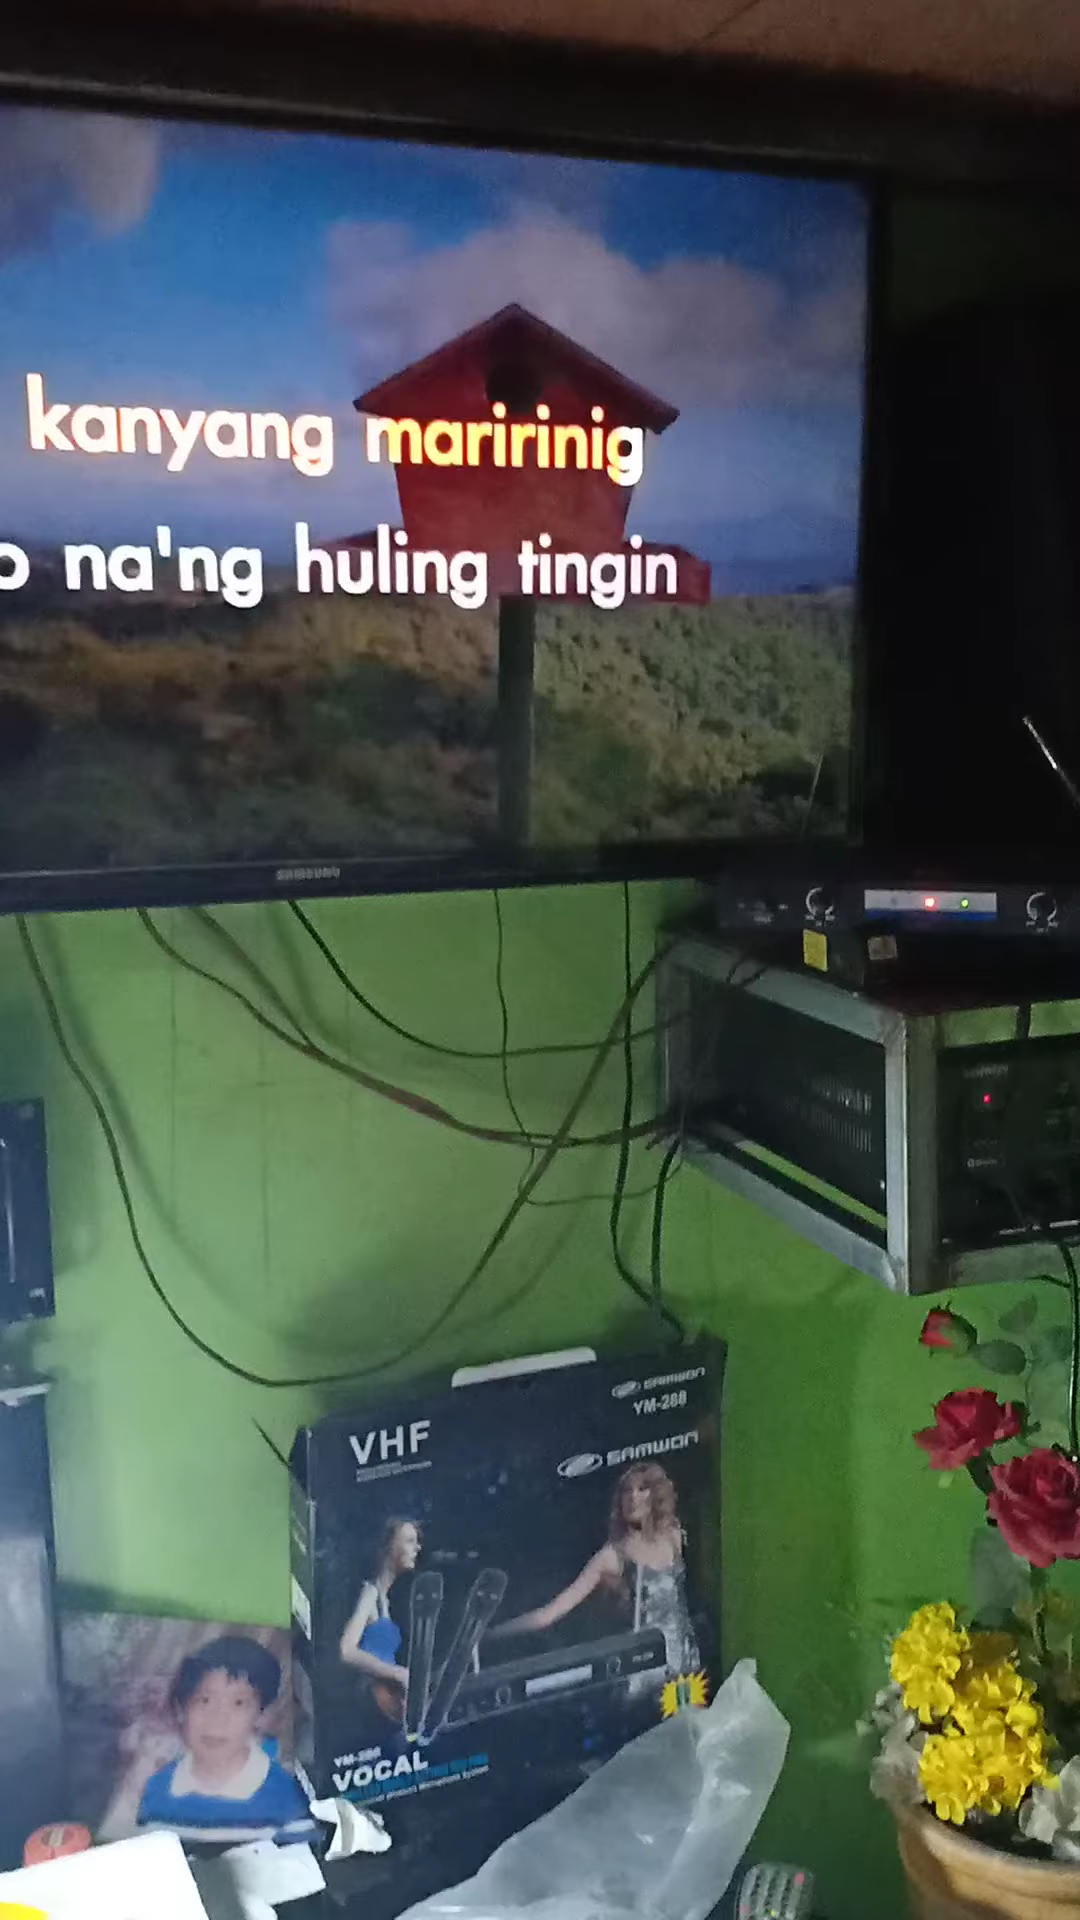 kanyang maririnig
o na'ng huling tingin
SAMSUNG
SAMWON
YM-288
VHF
SAMWON
YM-288
VOCAL